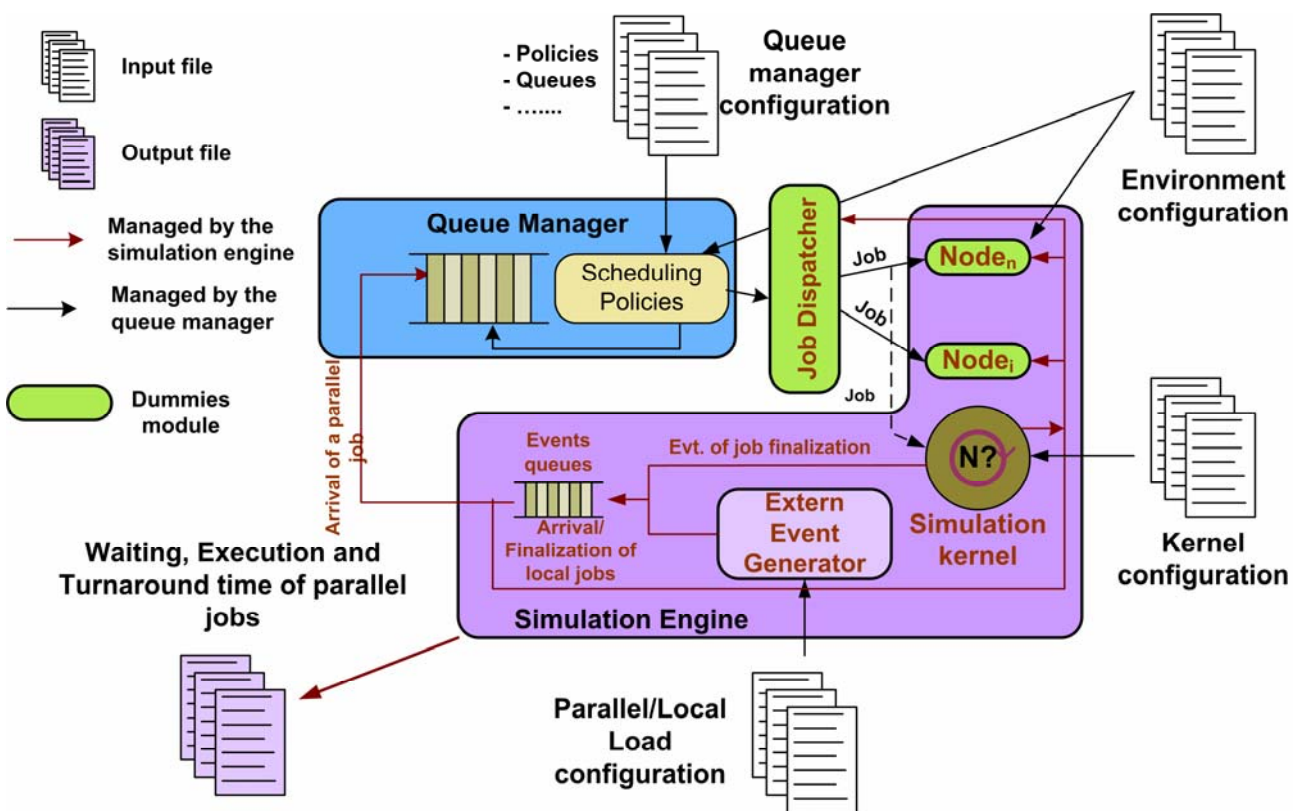 Input file
Output file
Managed by the
simulation engine
Managed by the
queue manager
Dummies
module
- Policies
- Queues
- .......
Queue
manager
configuration
Environment
configuration
Queue Manager
Scheduling
Policies
Job Dispatcher
Job
Job
Job
Node n
Node i
N?
Simulation
kernel
Kernel
configuration
Arrival of a parallel
job
Events
queues
Evt. of job finalization
Arrival/
Finalization of
local jobs
Extern
Event
Generator
Simulation Engine
Waiting, Execution and
Turnaround time of parallel
jobs
Parallel/Local
Load
configuration